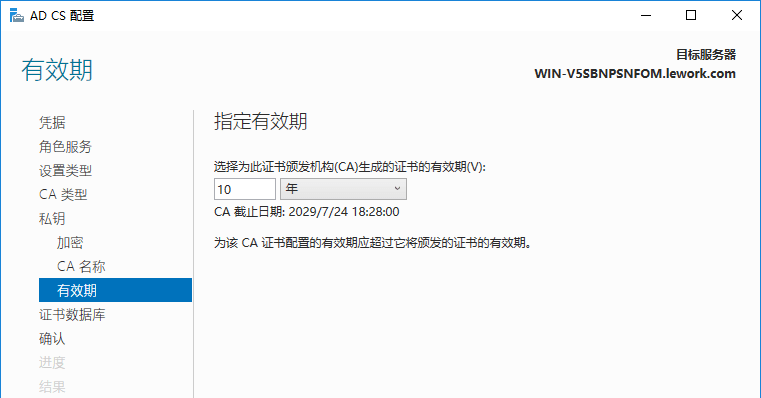 AD CS 配置
有效期
目标服务器
WIN-V5SBNPSNFOM.lework.com
凭据
角色服务
设置类型
CA 类型
私钥
加密
CA 名称
有效期
证书数据库
确认
进度
结果
指定有效期
选择为此证书颁发机构(CA)生成的证书的有效期(V):
10 年
CA 截止日期: 2029/7/24 18:28:00
为该 CA 证书配置的有效期应超过它将颁发的证书的有效期。